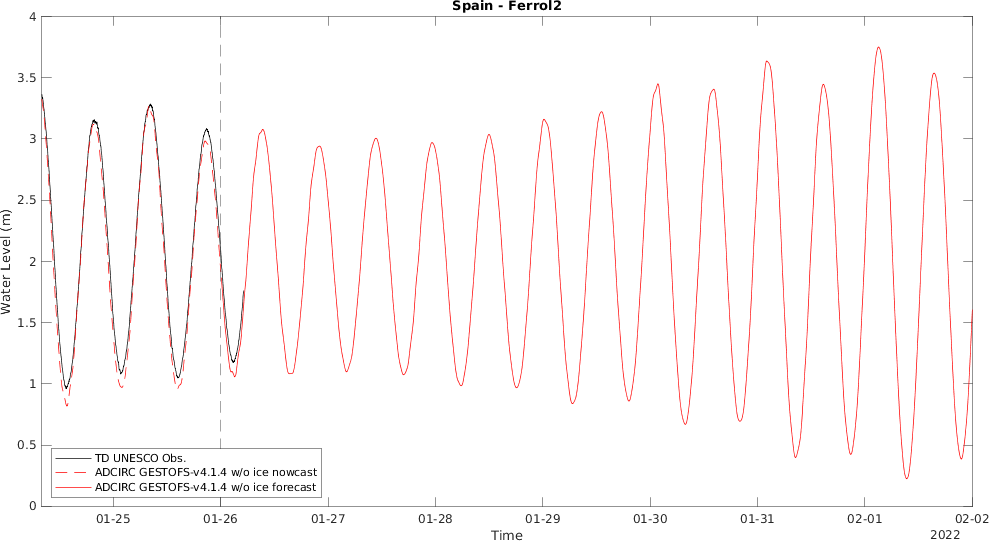 Spain - Ferrol2
4
3.5
3
2.5
2
1.5
1
0.5
0
Water Level (m)
TD UNESCO Obs.
ADCIRC GESTOFS-v4.1.4 w/o ice nowcast
ADCIRC GESTOFS-v4.1.4 w/o ice forecast
01-25 01-26 01-27 01-28 01-29 01-30 01-31 02-01 02-02
Time
2022